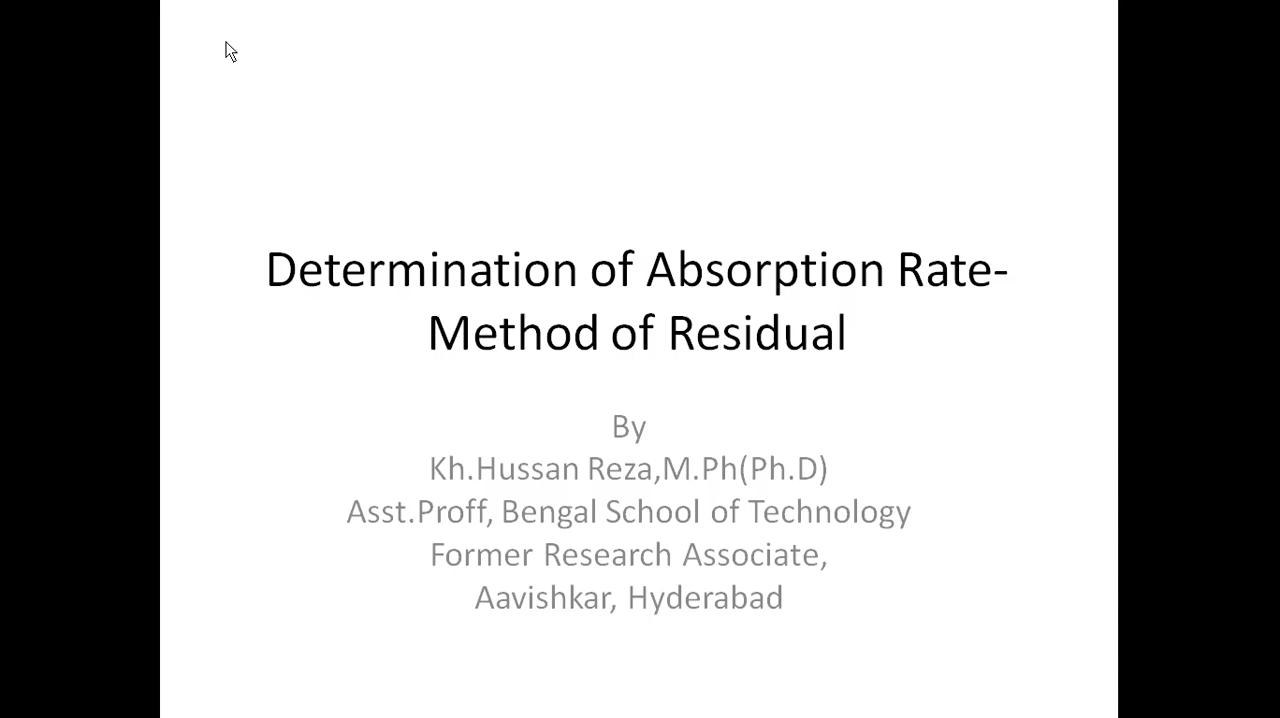 Determination of Absorption Rate-
Method of Residual
By
Kh.Hussan Reza,M.Ph(Ph.D)
Asst.Proff, Bengal School of Technology
Former Research Associate,
Aavishkar, Hyderabad